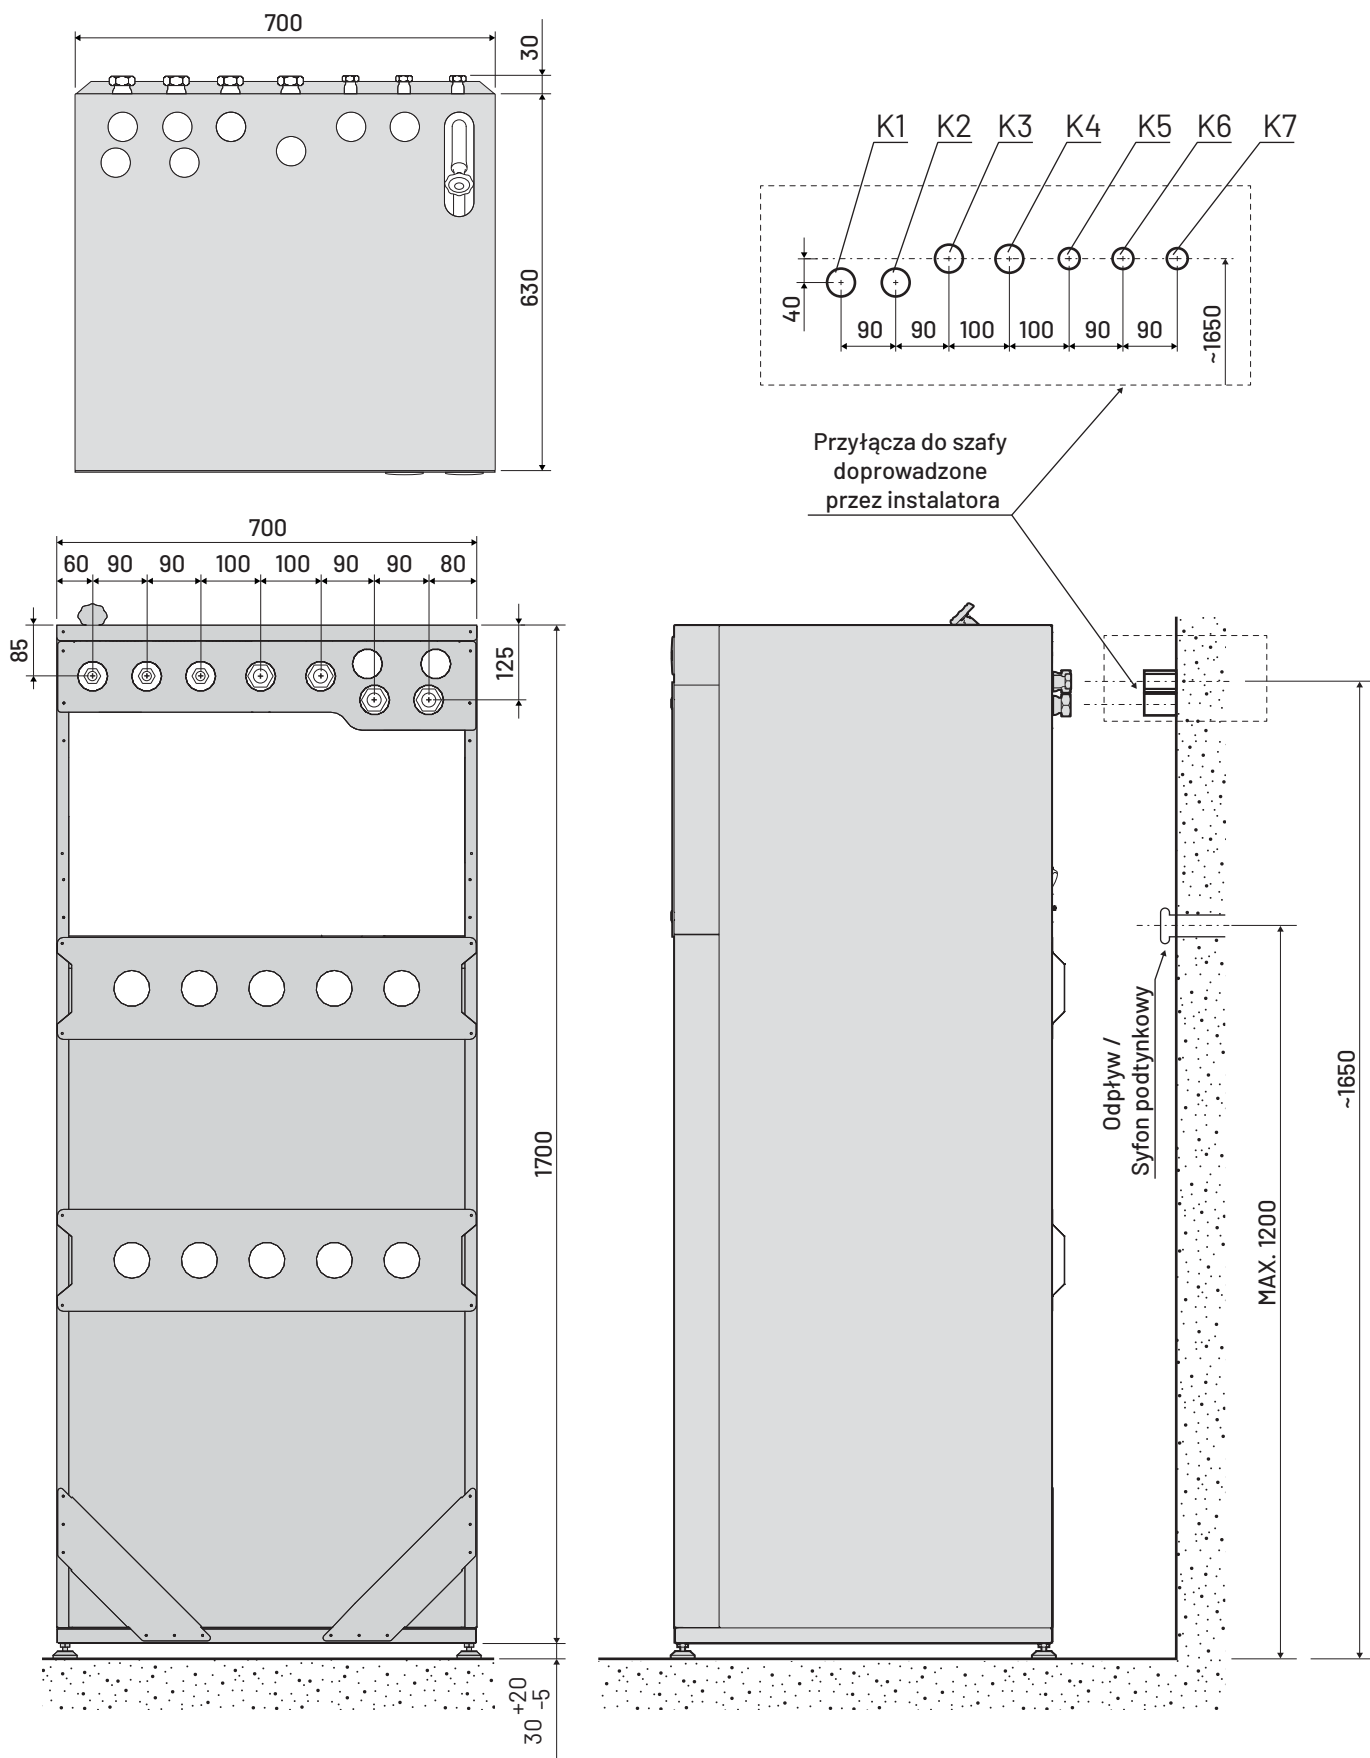 700
30
630
K1 K2 K3 K4 K5 K6 K7
40
90 90 100 100 90 90
~1650
Przyłącza do szafy
doprowadzone
przez instalatora
700
60 90 90 100 100 90 90 80
85
125
1700
30 +20 -5
Odpływ /
Syfon podtynkowy
MAX. 1200
~1650